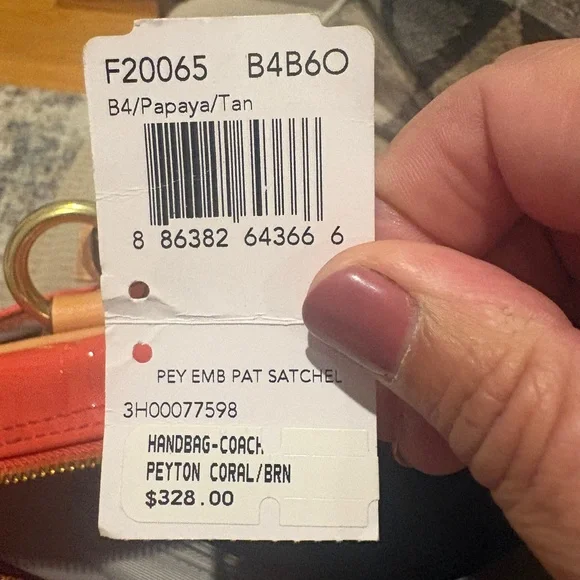 F20065 B4B6O
B4/Papaya/Tan
8 86382 64366 6
PEY EMB PAT SATCHEL
3H00077598
HANDBAG-COACH
PEYTON CORAL/BRN
$328.00